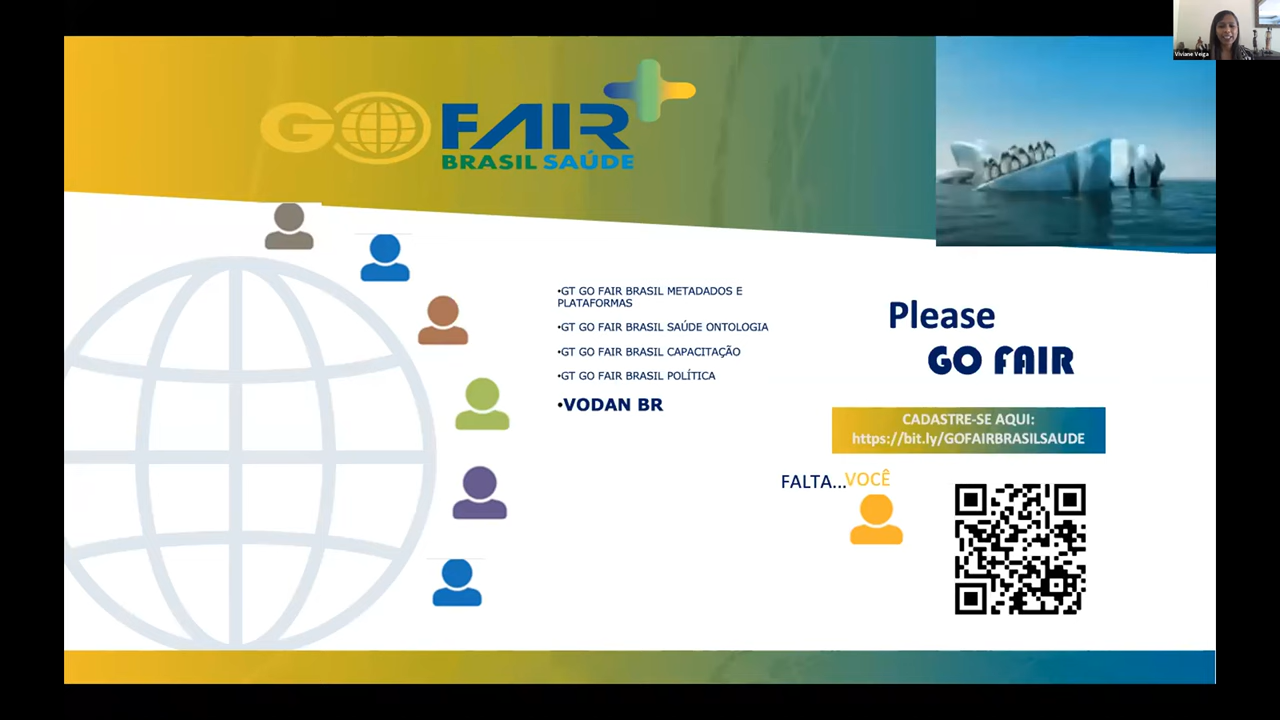 Viviane Veiga
GO FAIR
BRASIL SAÚDE
•GT GO FAIR BRASIL METADADOS E
PLATAFORMAS
•GT GO FAIR BRASIL SAÚDE ONTOLOGIA
•GT GO FAIR BRASIL CAPACITAÇÃO
•GT GO FAIR BRASIL POLÍTICA
•VODAN BR
Please
GO FAIR
CADASTRE-SE AQUI:
https://bit.ly/GOFAIRBRASILSAUDE
FALTA...VOCÊ